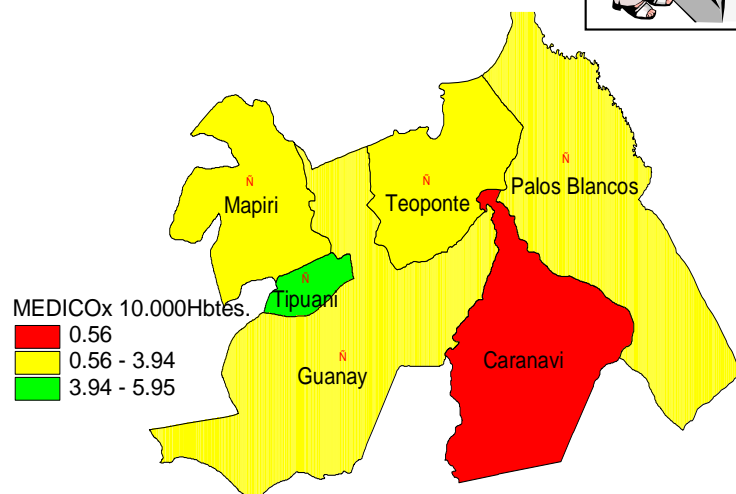 Ñ
Palos Blancos
Ñ
Mapiri
Ñ
Teoponte
Ñ
Tipuani
MEDICOx 10.000Hbtes.
0.56
0.56 - 3.94
3.94 - 5.95
Ñ
Guanay
Caranavi